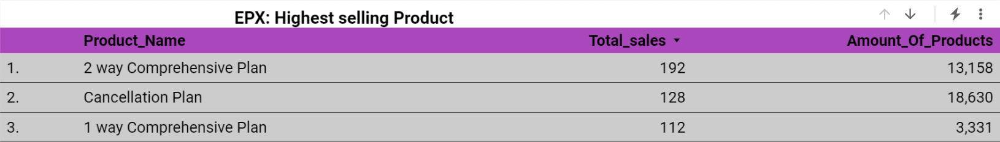 EPX: Highest selling Product
Product_Name Total_sales Amount_Of_Products
1. 2 way Comprehensive Plan 192 13,158
2. Cancellation Plan 128 18,630
3. 1 way Comprehensive Plan 112 3,331